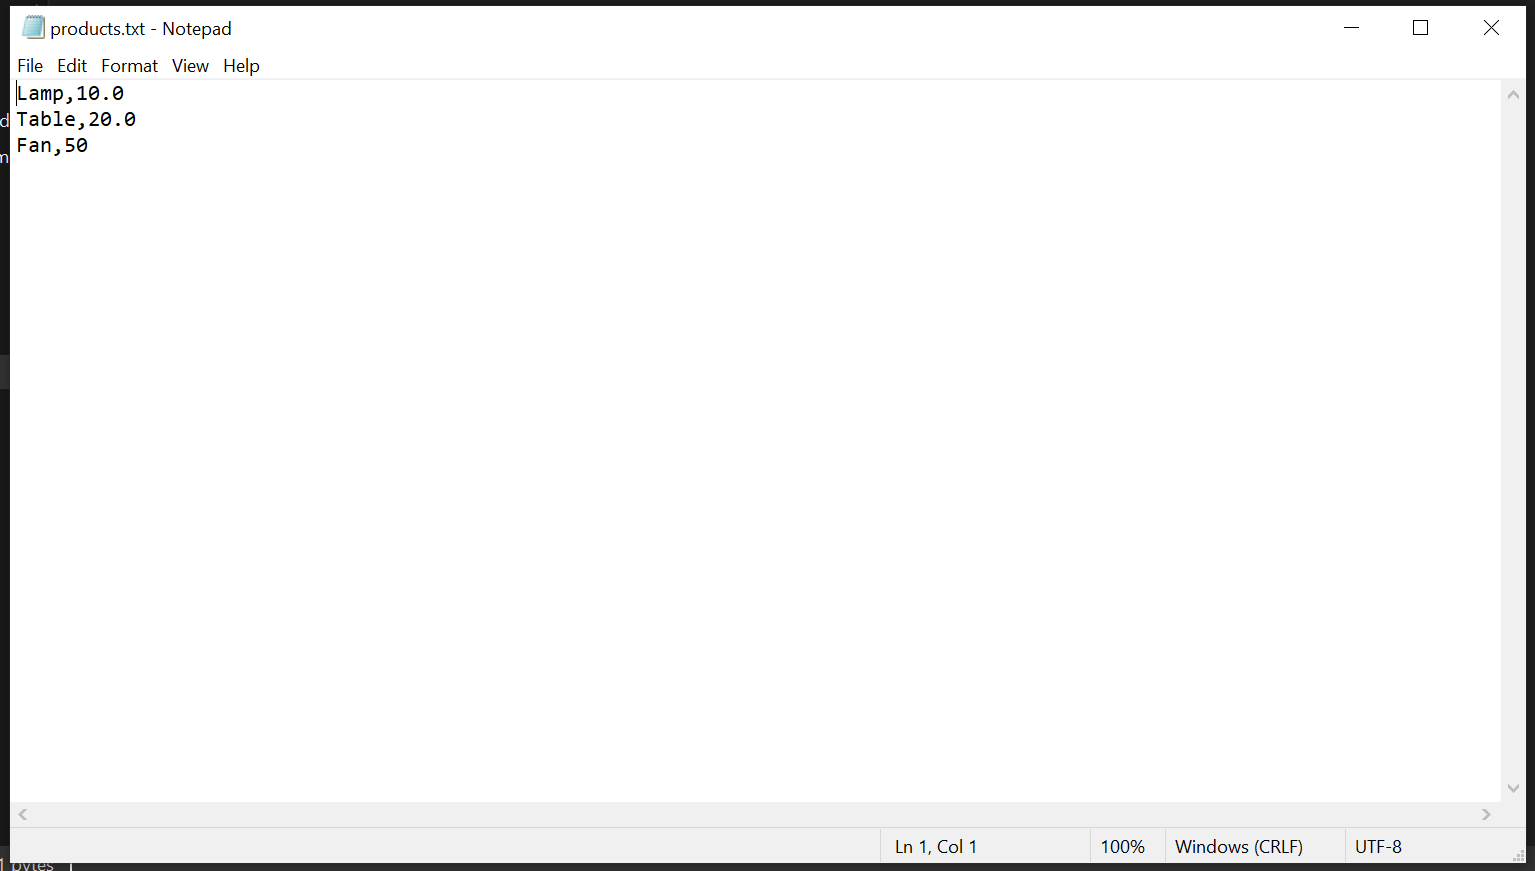 products.txt - Notepad
File Edit Format View Help
Lamp,10.0
Table,20.0
Fan,50
Ln 1, Col 1 100% Windows (CRLF) UTF-8